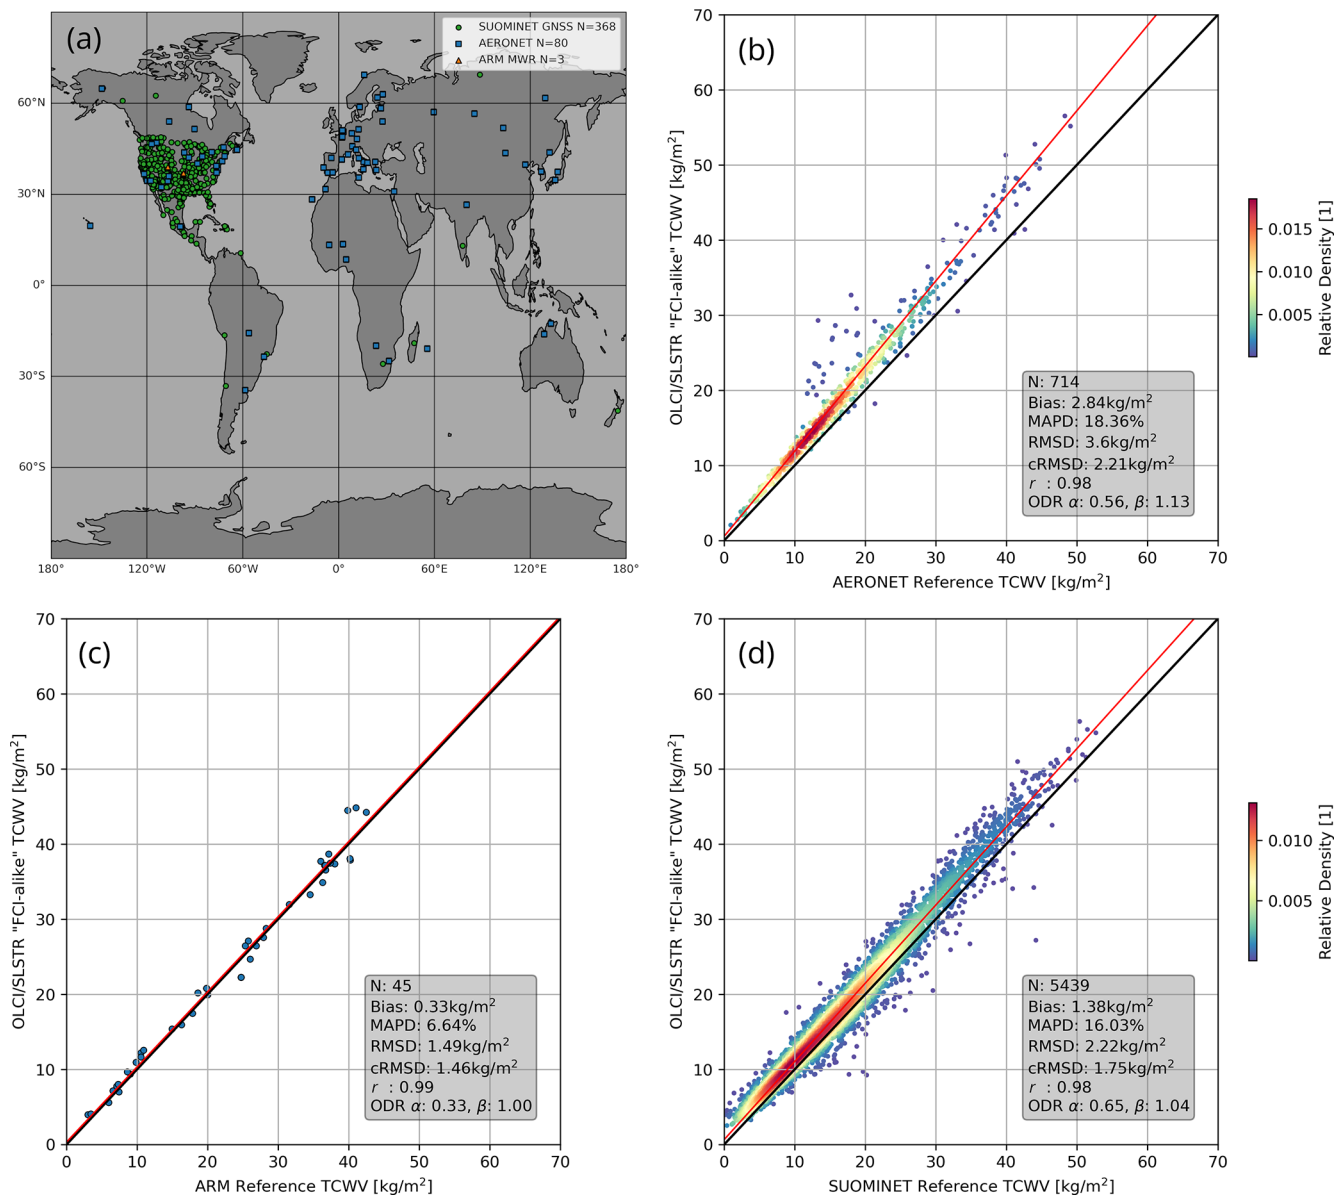 (a)
SUOMINET GNSS N=368
AERONET N=80
ARM MWR N=3
60°N
30°N
0°
30°S
60°S
180° 120°W 60°W 0° 60°E 120°E 180°
(b)
OLCI/SLSTR "FCI-alike" TCWV [kg/m²]
70
60
50
40
30
20
10
0
N: 714
Bias: 2.84kg/m²
MAPD: 18.36%
RMSD: 3.6kg/m²
cRMSD: 2.21kg/m²
r : 0.98
ODR α: 0.56, β: 1.13
0 10 20 30 40 50 60 70
AERONET Reference TCWV [kg/m²]
0.015
0.010
0.005
Relative Density [1]
(c)
OLCI/SLSTR "FCI-alike" TCWV [kg/m²]
70
60
50
40
30
20
10
0
N: 45
Bias: 0.33kg/m²
MAPD: 6.64%
RMSD: 1.49kg/m²
cRMSD: 1.46kg/m²
r : 0.99
ODR α: 0.33, β: 1.00
0 10 20 30 40 50 60 70
ARM Reference TCWV [kg/m²]
(d)
OLCI/SLSTR "FCI-alike" TCWV [kg/m²]
70
60
50
40
30
20
10
0
N: 5439
Bias: 1.38kg/m²
MAPD: 16.03%
RMSD: 2.22kg/m²
cRMSD: 1.75kg/m²
r : 0.98
ODR α: 0.65, β: 1.04
0 10 20 30 40 50 60 70
SUOMINET Reference TCWV [kg/m²]
0.010
0.005
Relative Density [1]